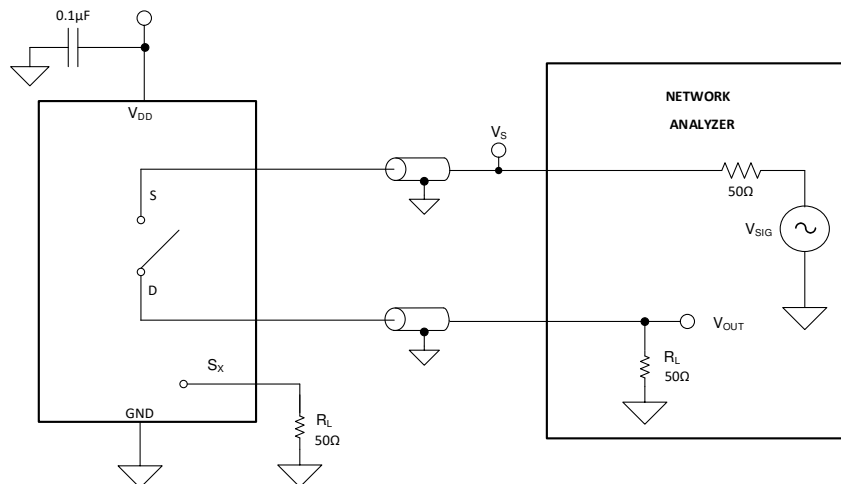 0.1µF
VDD
NETWORK
ANALYZER
VS
S
50Ω
VSIG
D
VOUT
SX
RL
50Ω
GND
RL
50Ω